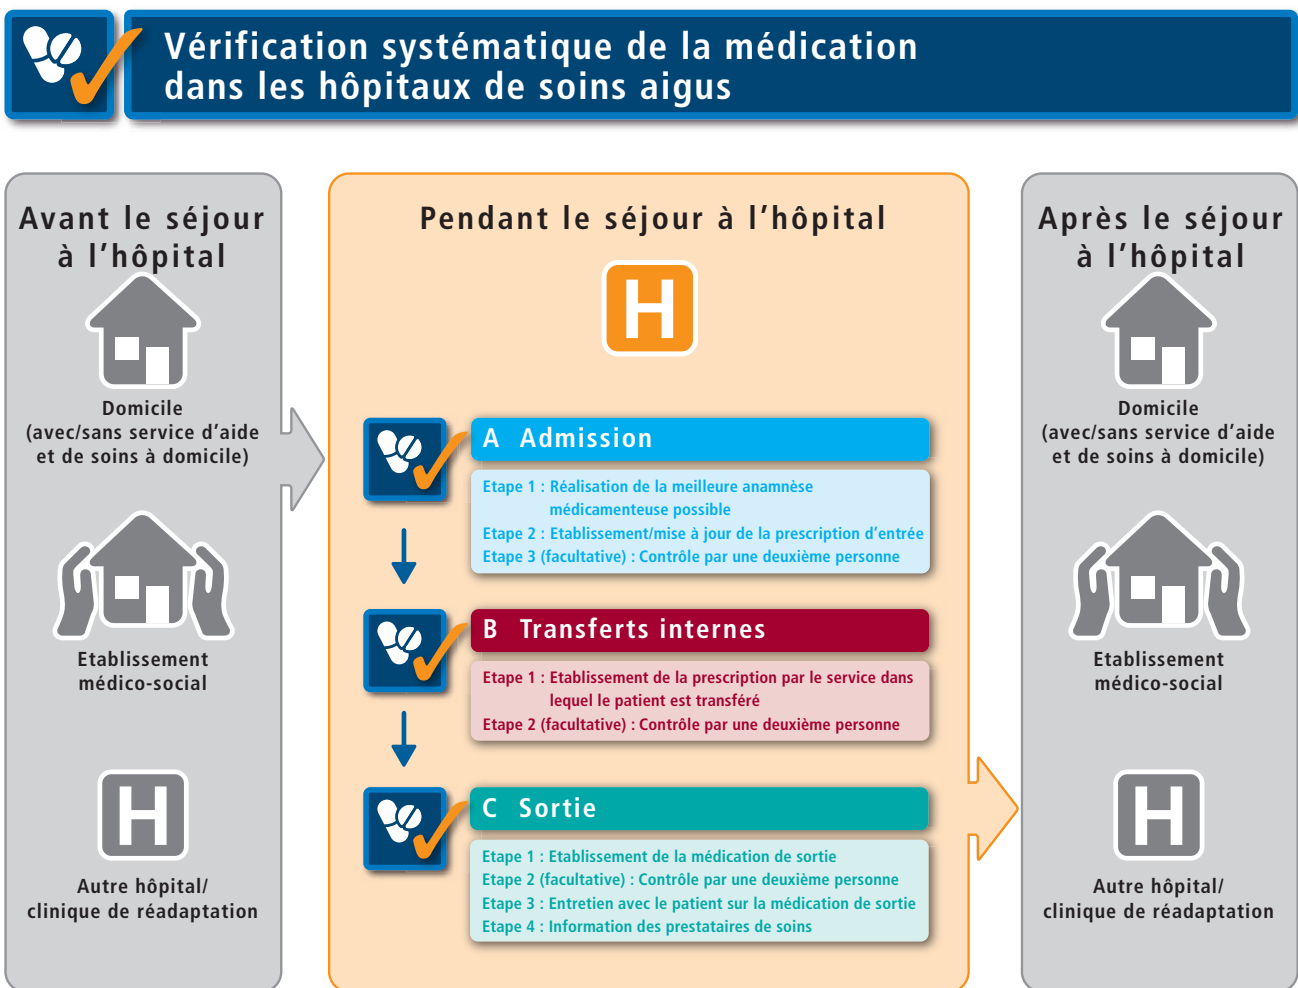 Vérification systématique de la médication
dans les hôpitaux de soins aigus
Avant le séjour
à l’hôpital
Domicile
(avec/sans service d’aide
et de soins à domicile)
Etablissement
médico-social
H
Autre hôpital/
clinique de réadaptation
Pendant le séjour à l’hôpital
H
A Admission
Etape 1 : Réalisation de la meilleure anamnèse
médicamenteuse possible
Etape 2 : Etablissement/mise à jour de la prescription d’entrée
Etape 3 (facultative) : Contrôle par une deuxième personne
B Transferts internes
Etape 1 : Etablissement de la prescription par le service dans
lequel le patient est transféré
Etape 2 (facultative) : Contrôle par une deuxième personne
C Sortie
Etape 1 : Etablissement de la médication de sortie
Etape 2 (facultative) : Contrôle par une deuxième personne
Etape 3 : Entretien avec le patient sur la médication de sortie
Etape 4 : Information des prestataires de soins
Après le séjour
à l’hôpital
Domicile
(avec/sans service d’aide
et de soins à domicile)
Etablissement
médico-social
H
Autre hôpital/
clinique de réadaptation